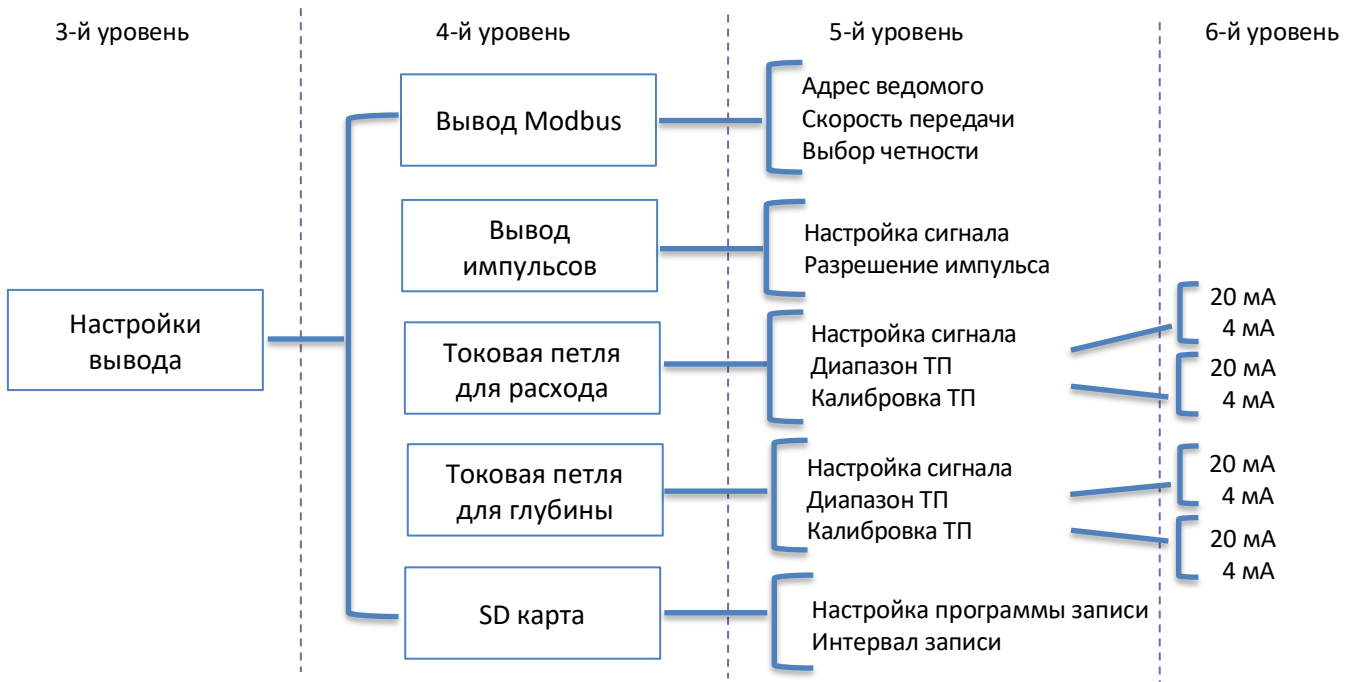 3-й уровень
4-й уровень
5-й уровень
6-й уровень
Настройки
вывода
Вывод Modbus
Адрес ведомого
Скорость передачи
Выбор четности
Вывод
импульсов
Настройка сигнала
Разрешение импульса
Токовая петля
для расхода
Настройка сигнала
Диапазон ТП
Калибровка ТП
20 мА
4 мА
20 мА
4 мА
Токовая петля
для глубины
Настройка сигнала
Диапазон ТП
Калибровка ТП
20 мА
4 мА
20 мА
4 мА
SD карта
Настройка программы записи
Интервал записи